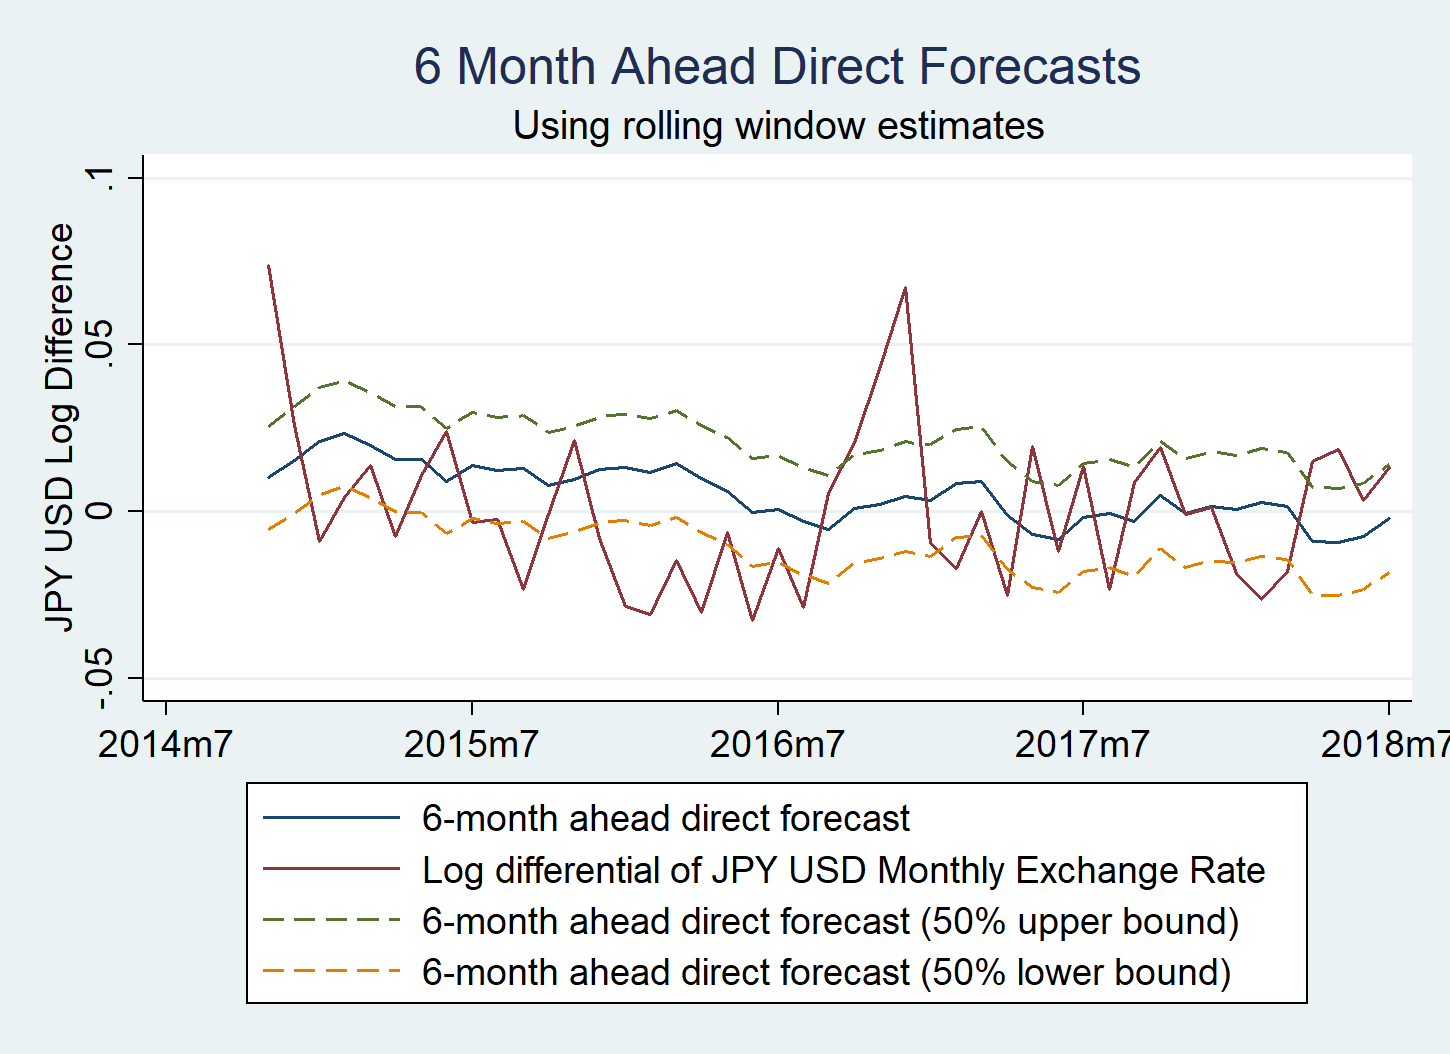 6 Month Ahead Direct Forecasts
Using rolling window estimates
JPY USD Log Difference
.1
.05
0
-.05
2014m7 2015m7 2016m7 2017m7 2018m7
6-month ahead direct forecast
Log differential of JPY USD Monthly Exchange Rate
6-month ahead direct forecast (50% upper bound)
6-month ahead direct forecast (50% lower bound)